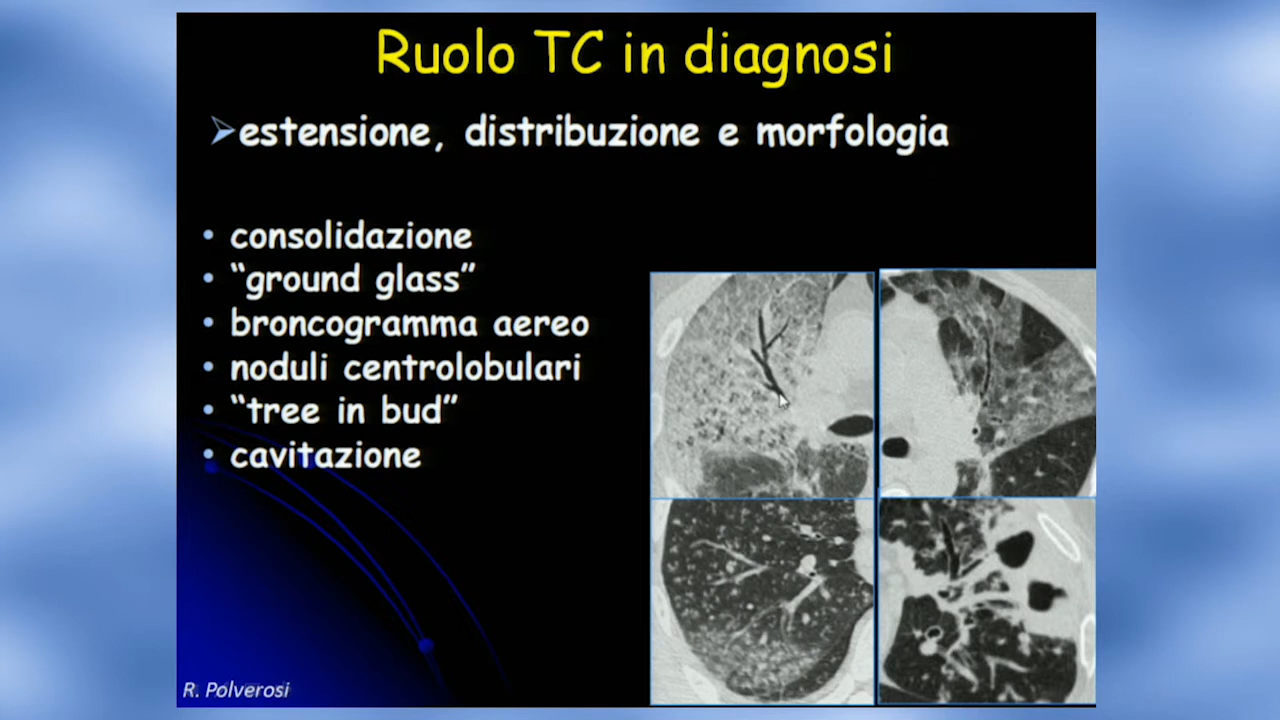 Ruolo TC in diagnosi
estensione, distribuzione e morfologia
consolidazione
“ground glass”
broncogramma aereo
noduli centrolobulari
“tree in bud”
cavitazione
R. Polverosi